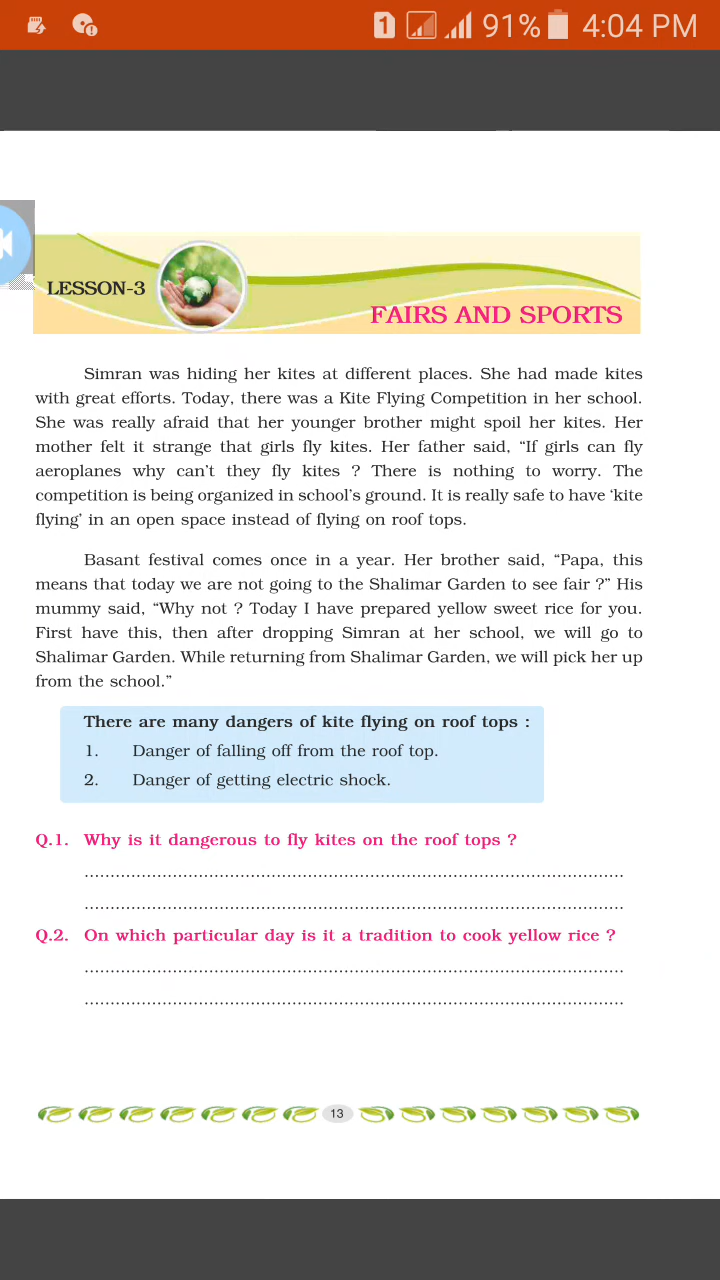 1 91% 4:04 PM
LESSON-3
FAIRS AND SPORTS
Simran was hiding her kites at different places. She had made kites
with great efforts. Today, there was a Kite Flying Competition in her school.
She was really afraid that her younger brother might spoil her kites. Her
mother felt it strange that girls fly kites. Her father said, “If girls can fly
aeroplanes why can’t they fly kites ? There is nothing to worry. The
competition is being organized in school’s ground. It is really safe to have ‘kite
flying’ in an open space instead of flying on roof tops.
Basant festival comes once in a year. Her brother said, “Papa, this
means that today we are not going to the Shalimar Garden to see fair ?” His
mummy said, “Why not ? Today I have prepared yellow sweet rice for you.
First have this, then after dropping Simran at her school, we will go to
Shalimar Garden. While returning from Shalimar Garden, we will pick her up
from the school.”
There are many dangers of kite flying on roof tops :
1. Danger of falling off from the roof top.
2. Danger of getting electric shock.
Q.1. Why is it dangerous to fly kites on the roof tops ?
....................................................................................................
....................................................................................................
Q.2. On which particular day is it a tradition to cook yellow rice ?
....................................................................................................
....................................................................................................
13